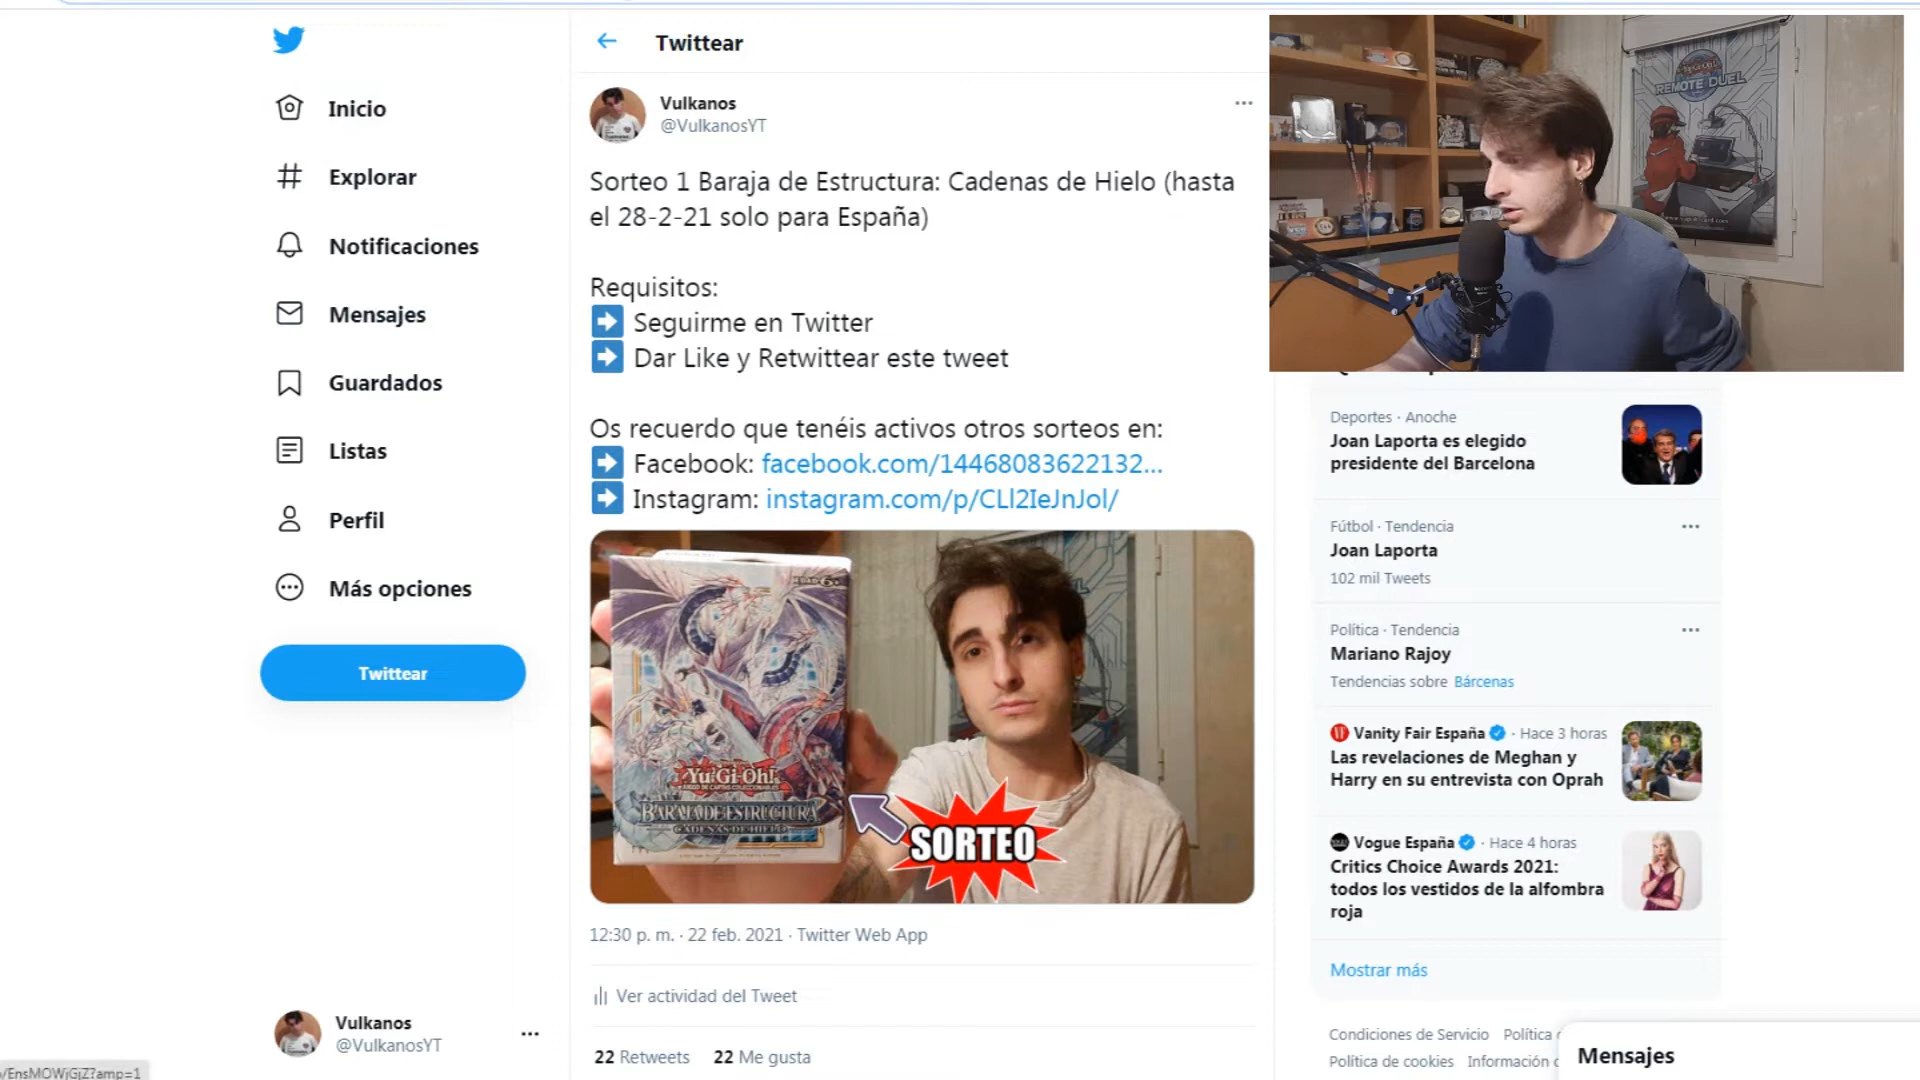 Inicio
Explorar
Notificaciones
Mensajes
Guardados
Listas
Perfil
Más opciones
Twittear
Vulkanos
@VulkanosYT
/EnsMOWjGjZ?amp=1
Twittear
Vulkanos
@VulkanosYT
Sorteo 1 Baraja de Estructura: Cadenas de Hielo (hasta
el 28-2-21 solo para España)
Requisitos:
➡ Seguirme en Twitter
➡ Dar Like y Retwittear este tweet
Os recuerdo que tenéis activos otros sorteos en:
➡ Facebook: facebook.com/14468083622132…
➡ Instagram: instagram.com/p/CLl2IeJnJol/
Yu-Gi-Oh!
BARAJA DE ESTRUCTURA
CADENAS DE HIELO
SORTEO
12:30 p. m. · 22 feb. 2021 · Twitter Web App
Ver actividad del Tweet
22 Retweets 22 Me gusta
REMOTE DUEL
Deportes · Anoche
Joan Laporta es elegido
presidente del Barcelona
Fútbol · Tendencia
Joan Laporta
102 mil Tweets
Política · Tendencia
Mariano Rajoy
Tendencias sobre Bárcenas
Vanity Fair España · Hace 3 horas
Las revelaciones de Meghan y
Harry en su entrevista con Oprah
Vogue España · Hace 4 horas
Critics Choice Awards 2021:
todos los vestidos de la alfombra
roja
Mostrar más
Condiciones de Servicio Política
Política de cookies Información
Mensajes